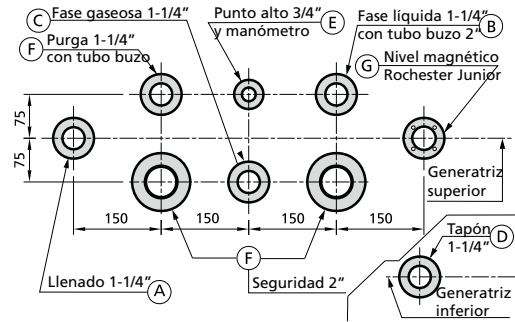 C Fase gaseosa 1-1/4"
Punto alto 3/4" E
y manómetro
Fase líquida 1-1/4"
con tubo buzo 2" B
F Purga 1-1/4"
con tubo buzo
G Nivel magnético
Rochester Junior
75
75
Generatriz
superior
150 150 150 150
Llenado 1-1/4" A
F
Seguridad 2"
Tapón D
1-1/4"
Generatriz
inferior